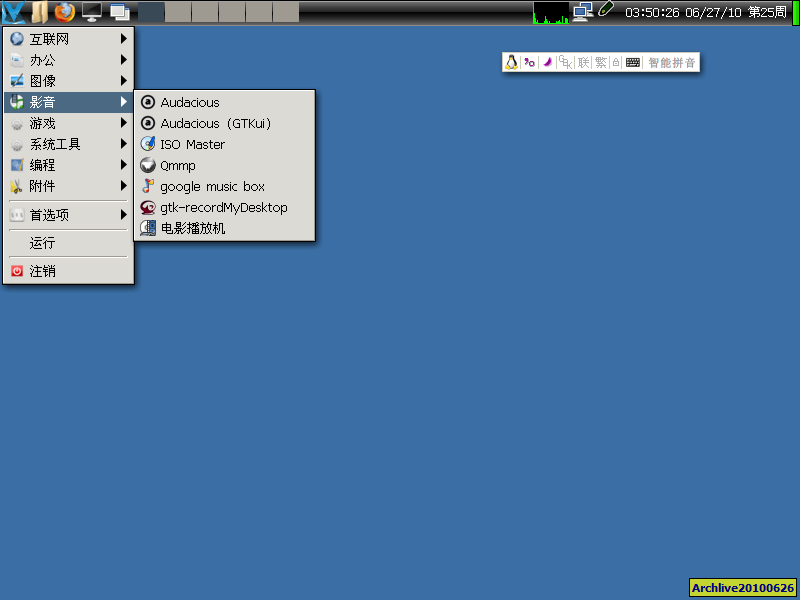 03:50:26 06/27/10 第25周
互联网
办公
图像
影音
游戏
系统工具
编程
附件
首选项
运行
注销
Audacious
Audacious (GTKui)
ISO Master
Qmmp
google music box
gtk-recordMyDesktop
电影播放机
联 繁 智能拼音
Archlive20100626